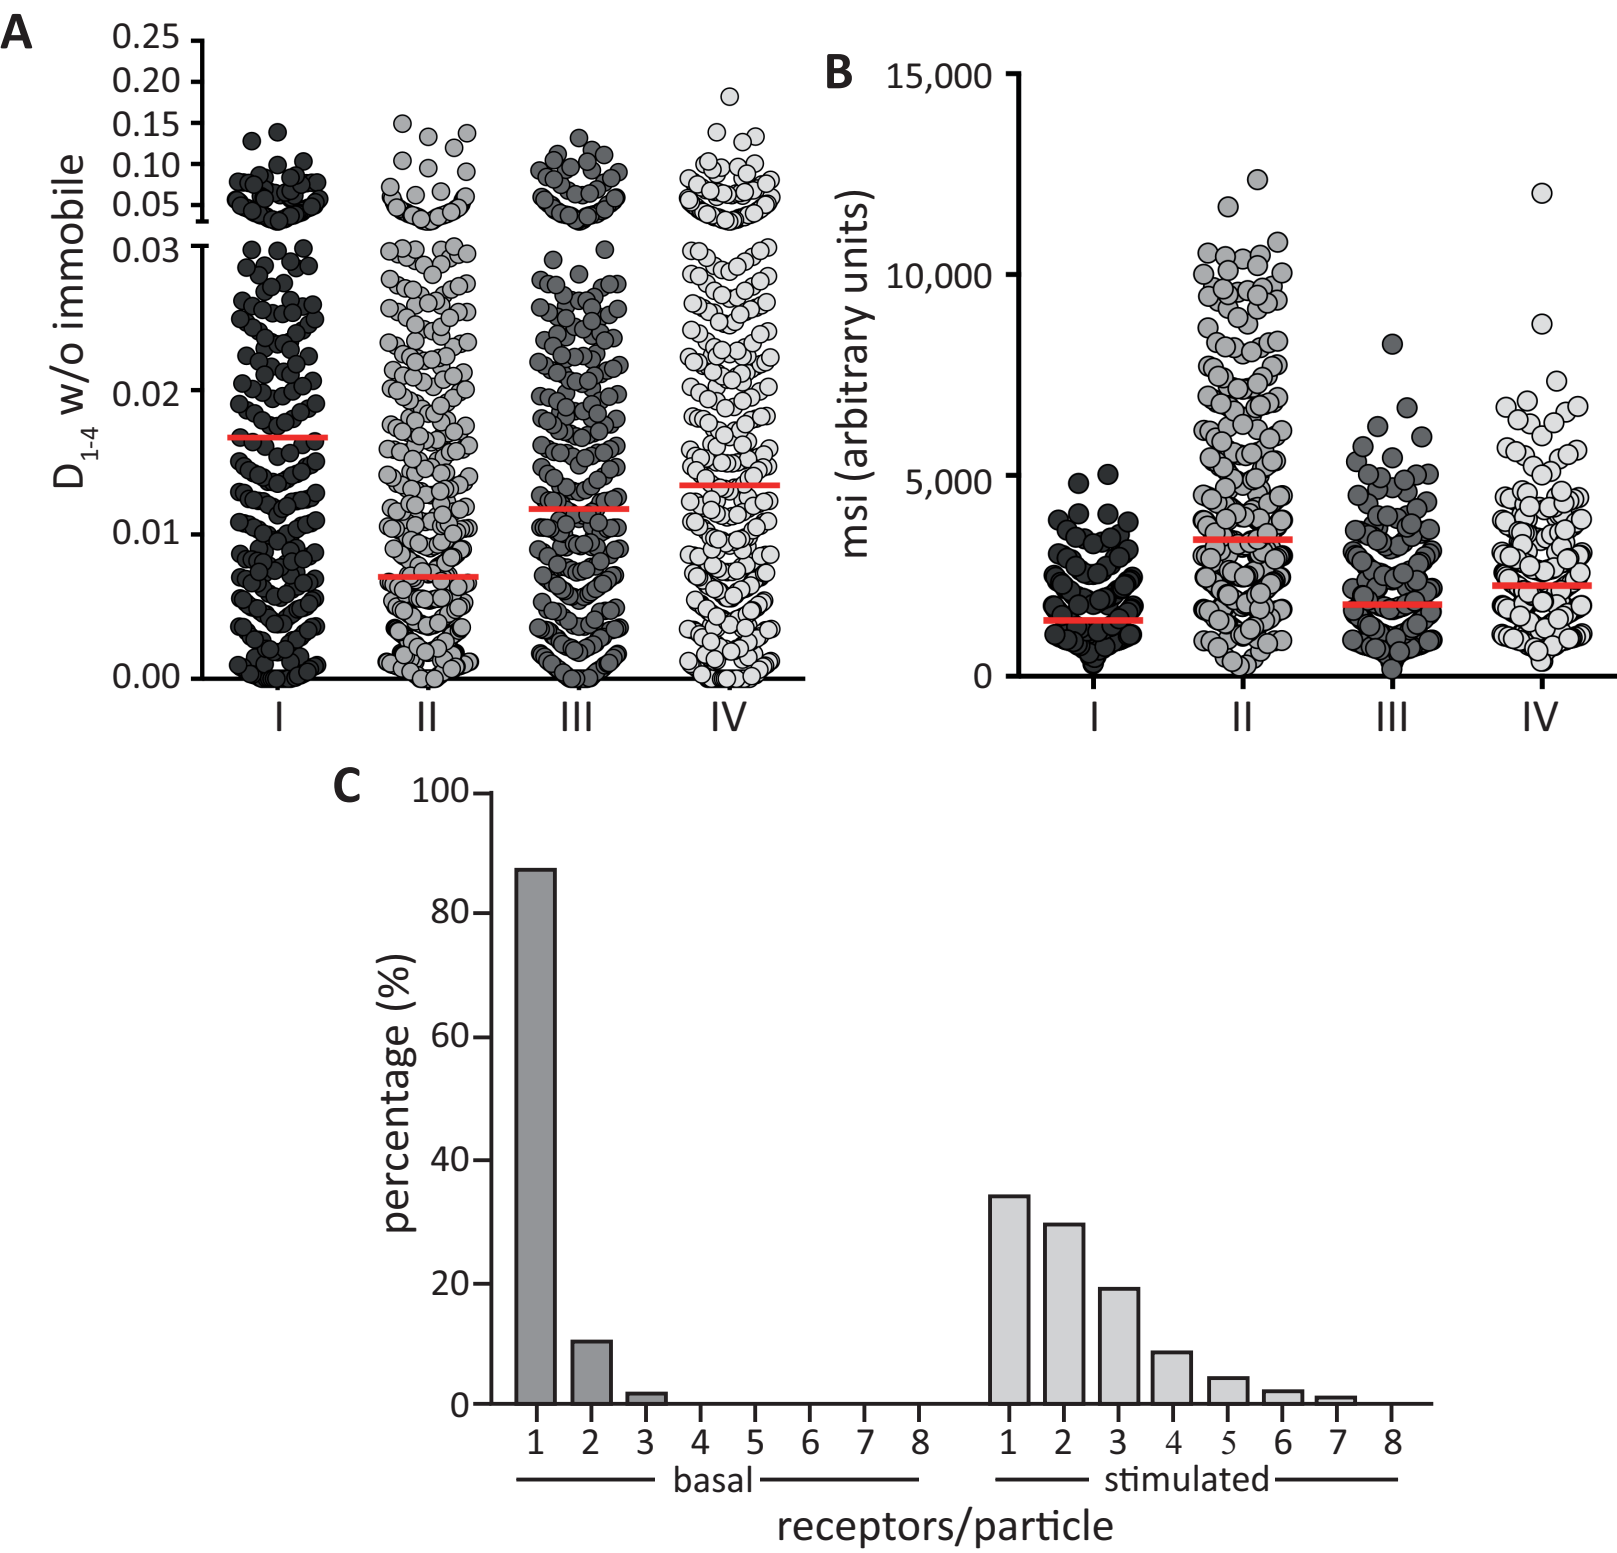 A
0.25
0.20
0.15
0.10
0.05
0.03
0.02
0.01
0.00
D1-4 w/o immobile
I II III IV
B
15,000
10,000
5,000
0
msi (arbitrary units)
I II III IV
C
100
80
60
40
20
0
percentage (%)
1 2 3 4 5 6 7 8 1 2 3 4 5 6 7 8
basal stimulated
receptors/particle